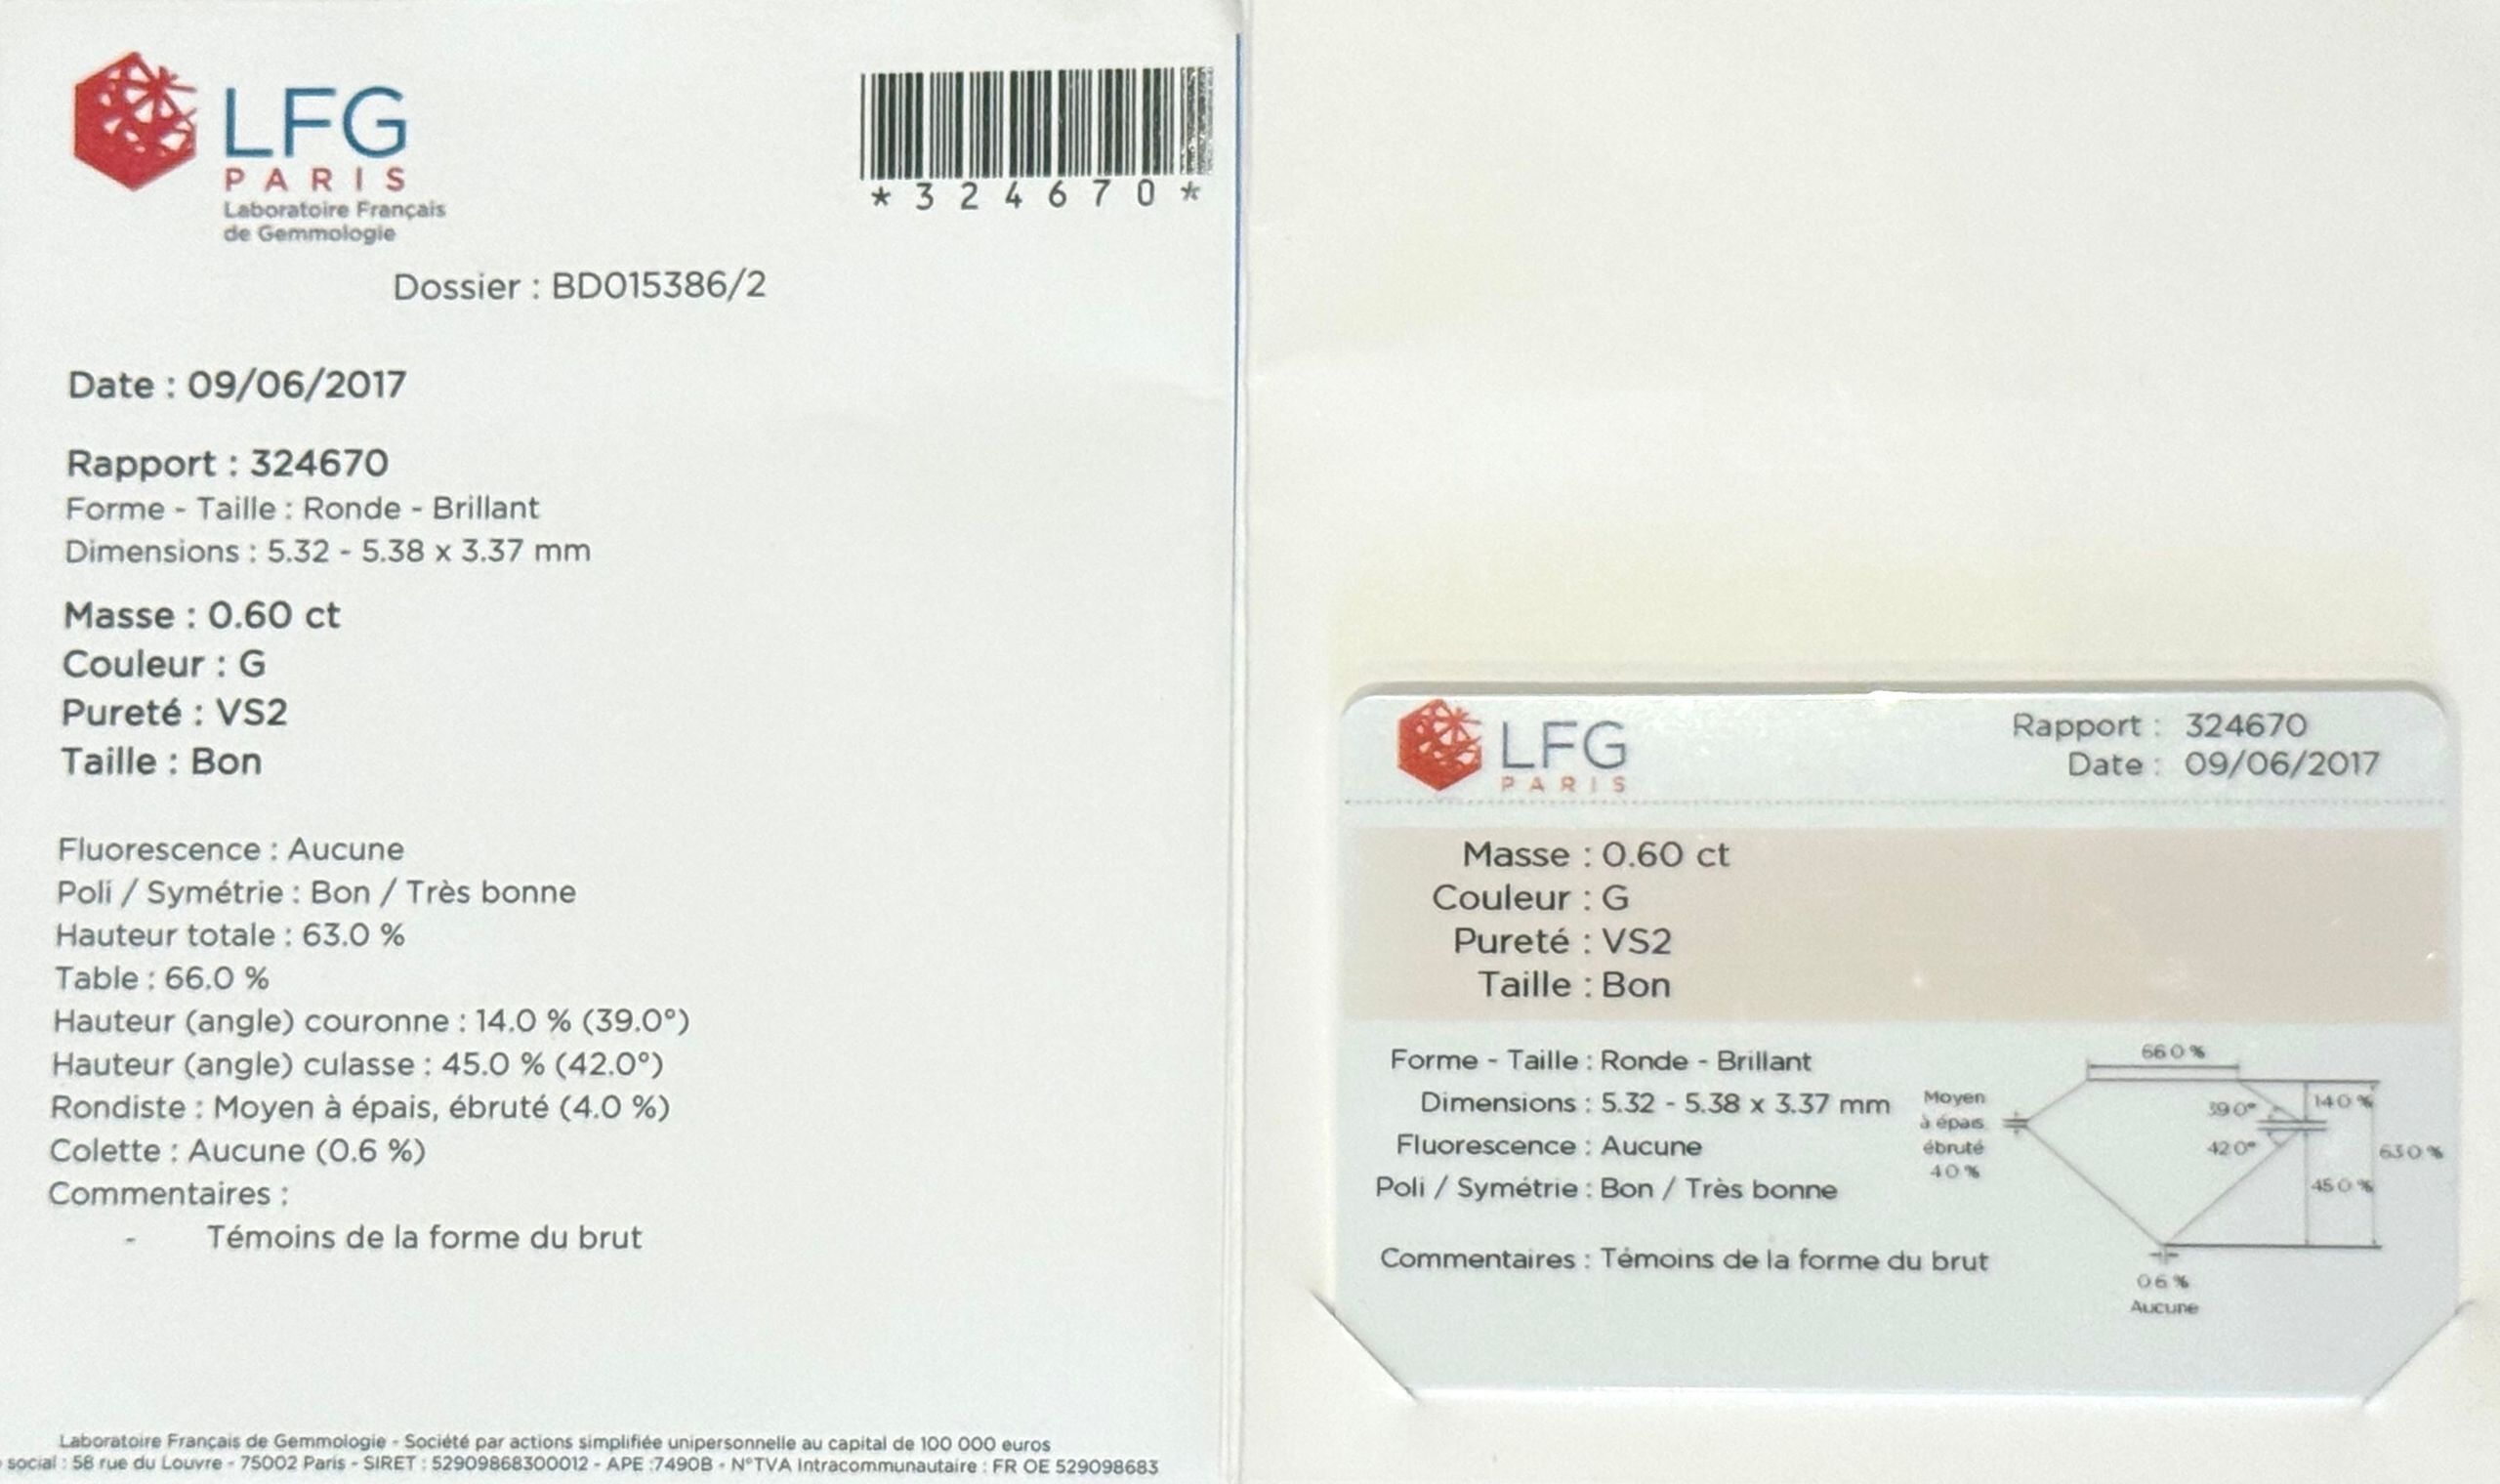 LFG
PARIS
Laboratoire Français
de Gemmologie
*324670*
Dossier : BD015386/2
Date : 09/06/2017
Rapport : 324670
Forme - Taille : Ronde - Brillant
Dimensions : 5.32 - 5.38 x 3.37 mm
Masse : 0.60 ct
Couleur : G
Pureté : VS2
Taille : Bon
Fluorescence : Aucune
Poli / Symétrie : Bon / Très bonne
Hauteur totale : 63.0 %
Table : 66.0 %
Hauteur (angle) couronne : 14.0 % (39.0°)
Hauteur (angle) culasse : 45.0 % (42.0°)
Rondiste : Moyen à épais, ébruté (4.0 %)
Colette : Aucune (0.6 %)
Commentaires :
- Témoins de la forme du brut
Laboratoire Français de Gemmologie - Société par actions simplifiée unipersonnelle au capital de 100 000 euros
social : 58 rue du Louvre - 75002 Paris - SIRET : 52909868300012 - APE :7490B - N°TVA Intracommunautaire : FR OE 529098683
LFG
PARIS
Rapport : 324670
Date : 09/06/2017
Masse : 0.60 ct
Couleur : G
Pureté : VS2
Taille : Bon
Forme - Taille : Ronde - Brillant
Dimensions : 5.32 - 5.38 x 3.37 mm
Fluorescence : Aucune
Poli / Symétrie : Bon / Très bonne
Commentaires : Témoins de la forme du brut
66.0 %
Moyen
à épais
ébruté
4.0 %
39.0°
14.0 %
42.0°
63.0 %
45.0 %
0.6 %
Aucune